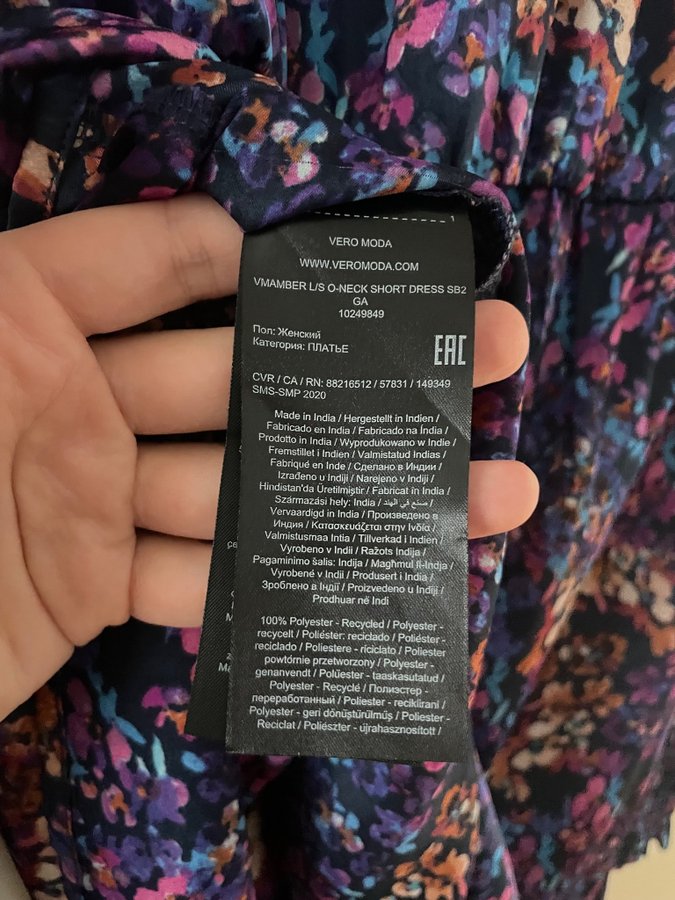 1
VERO MODA
WWW.VEROMODA.COM
VMAMBER L/S O-NECK SHORT DRESS SB2
GA
10249849
Пол: Женский
Категория: ПЛАТЬЕ
EAC
CVR / CA / RN: 88216512 / 57831 / 149349
SMS-SMP 2020
Made in India / Hergestellt in Indien /
Fabricado en India / Fabricado na Índia /
Prodotto in India / Wyprodukowano w Indie /
Fremstillet i Indien / Valmistatud Indias /
Fabriqué en Inde / Сделано в Индии /
Izrađeno u Indiji / Narejeno v Indiji /
Hindistan'da Üretilmiştir / Fabricat în India /
Származási hely: India / صنع في الهند /
Vervaardigd in India / Произведено в
Индия / Κατασκευάζεται στην Ινδία /
Valmistusmaa Intia / Tillverkad i Indien /
Vyrobeno v Indii / Ražots Indija /
Pagaminimo šalis: Indija / Magħmul Il-Indja /
Vyrobené v Indii / Produsert i India /
Зроблено в Індії / Proizvedeno u Indiji /
Prodhuar në Indi
100% Polyester - Recycled / Polyester -
recycelt / Poliéster: reciclado / Poliéster -
reciclado / Poliestere - riciclato / Poliester -
powtórnie przetworzony / Polyester -
genanvendt / Polüester - taaskasutatud /
Polyester - Recyclé / Полиэстер -
переработанный / Poliester - reciklirani /
Polyester - geri dönüştürülmüş / Poliester -
Reciclat / Poliészter - újrahasznosított /